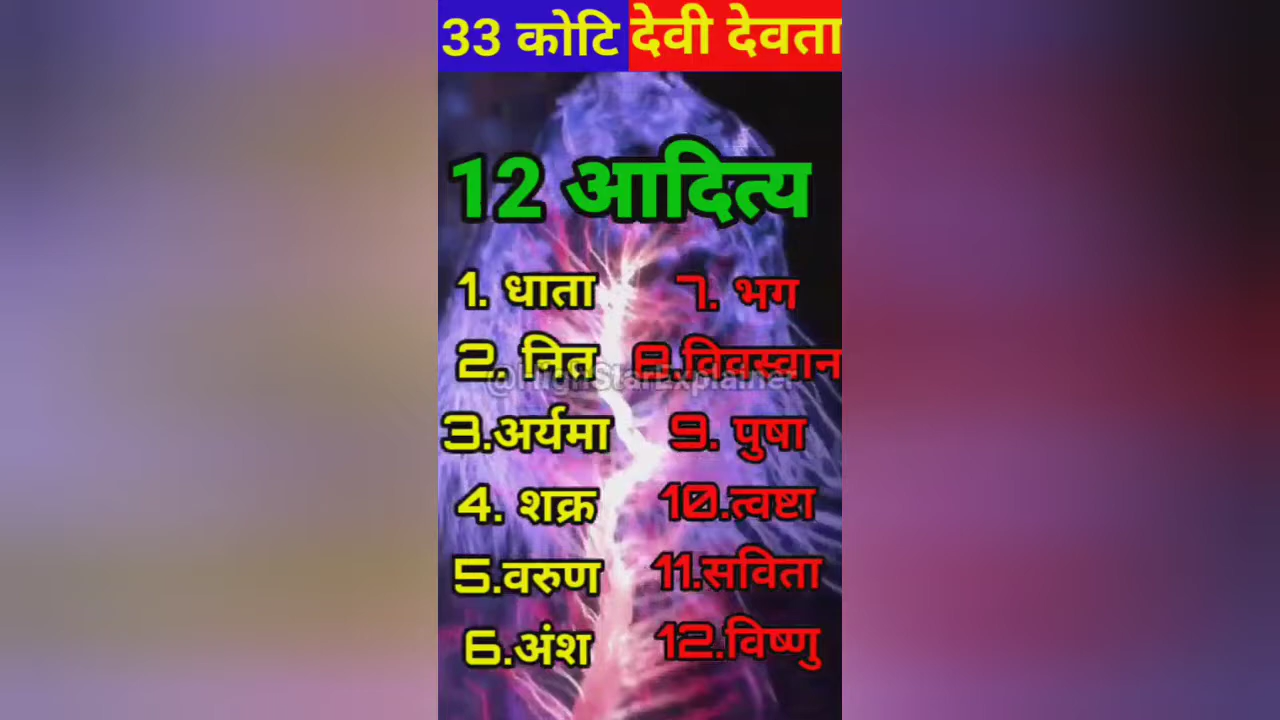 33 कोटि देवी देवता
12 आदित्य
1. धाता
2. नित
3.अर्यमा
4. शक्र
5.वरुण
6.अंश
7. भग
8.विवस्वान
9. पुषा
10.त्वष्टा
11.सविता
12.विष्णु
@HighStarExplainer